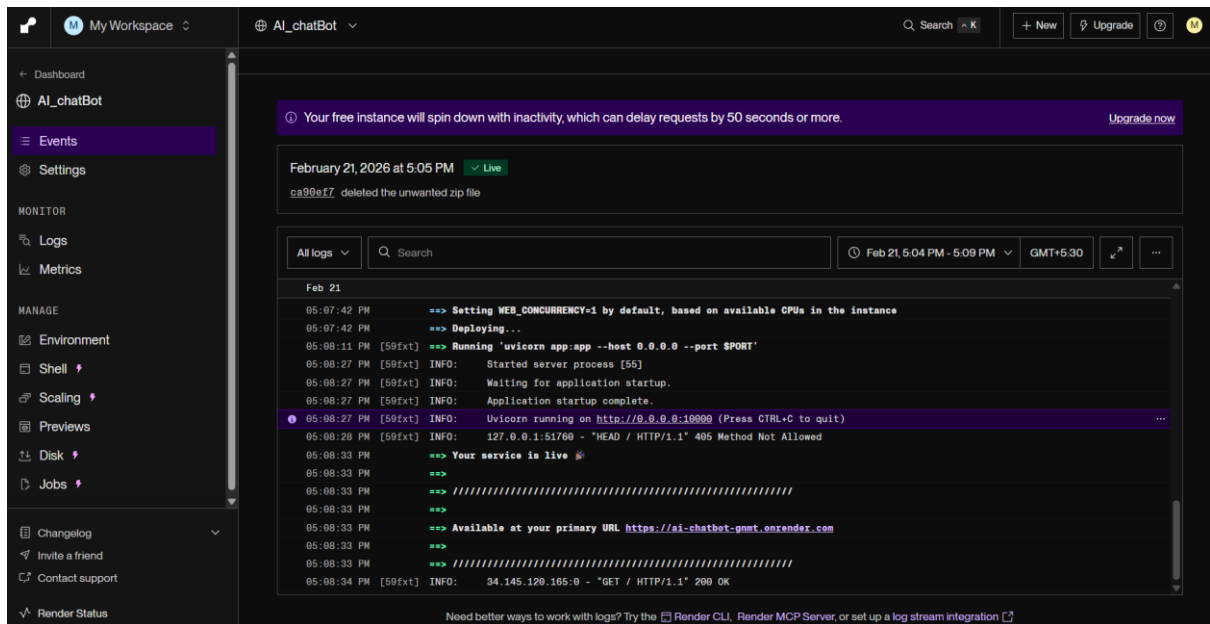 M My Workspace
AI_chatBot
Search ^ K
+ New
Upgrade
M
← Dashboard
AI_chatBot
Events
Settings
MONITOR
Logs
Metrics
MANAGE
Environment
Shell
Scaling
Previews
Disk
Jobs
Changelog
Invite a friend
Contact support
Render Status
Your free instance will spin down with inactivity, which can delay requests by 50 seconds or more. Upgrade now
February 21, 2026 at 5:05 PM ✓ Live
ca90ef7 deleted the unwanted zip file
All logs
Search
Feb 21, 5:04 PM - 5:09 PM
GMT+5:30
...
Feb 21
05:07:42 PM ==> Setting WEB_CONCURRENCY=1 by default, based on available CPUs in the instance
05:07:42 PM ==> Deploying...
05:08:11 PM [59fxt] ==> Running 'uvicorn app:app --host 0.0.0.0 --port $PORT'
05:08:27 PM [59fxt] INFO: Started server process [55]
05:08:27 PM [59fxt] INFO: Waiting for application startup.
05:08:27 PM [59fxt] INFO: Application startup complete.
05:08:27 PM [59fxt] INFO: Uvicorn running on http://0.0.0.0:10000 (Press CTRL+C to quit) ...
05:08:28 PM [59fxt] INFO: 127.0.0.1:51760 - "HEAD / HTTP/1.1" 405 Method Not Allowed
05:08:33 PM ==> Your service is live 🎉
05:08:33 PM ==>
05:08:33 PM ==> ///////////////////////////////////////////////////////////
05:08:33 PM ==>
05:08:33 PM ==> Available at your primary URL https://ai-chatbot-gnmt.onrender.com
05:08:33 PM ==>
05:08:33 PM ==> ///////////////////////////////////////////////////////////
05:08:34 PM [59fxt] INFO: 34.145.120.165:0 - "GET / HTTP/1.1" 200 OK
Need better ways to work with logs? Try the Render CLI, Render MCP Server, or set up a log stream integration